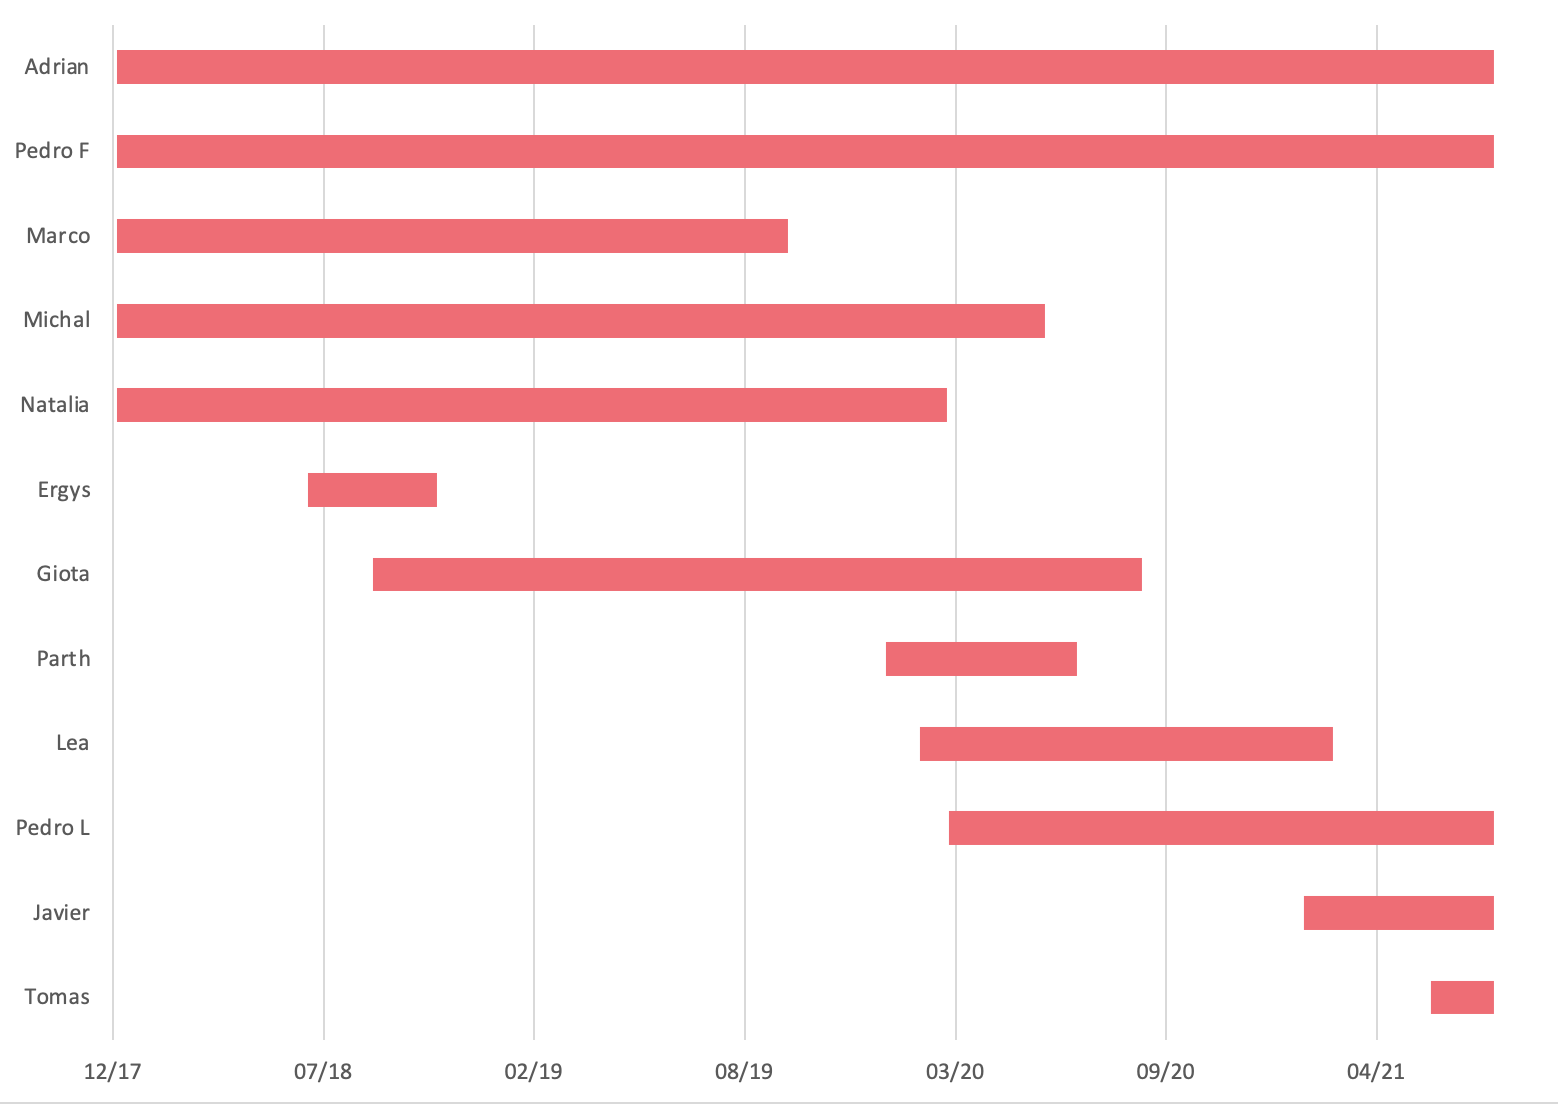 Adrian
Pedro F
Marco
Michal
Natalia
Ergys
Giota
Parth
Lea
Pedro L
Javier
Tomas
12/17 07/18 02/19 08/19 03/20 09/20 04/21